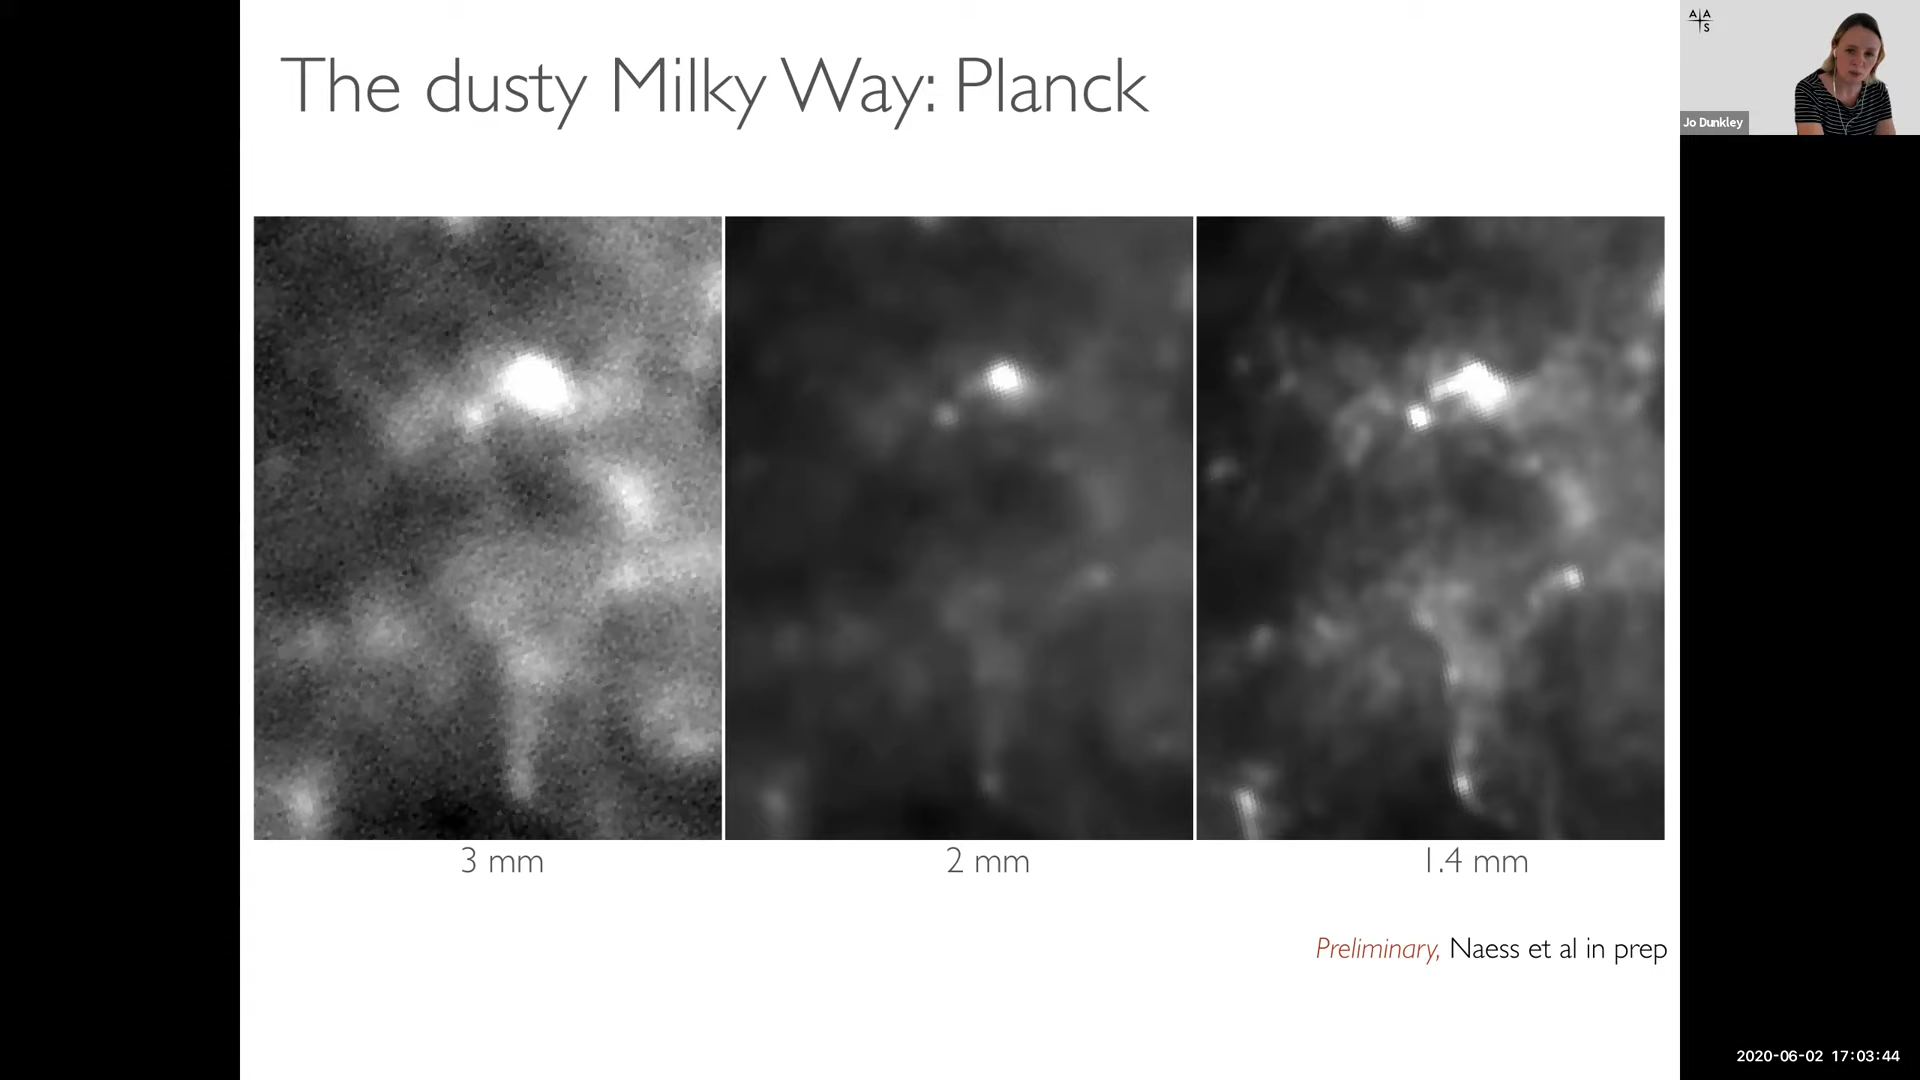 The dusty Milky Way: Planck
A A
S
Jo Dunkley
3 mm
2 mm
1.4 mm
Preliminary, Naess et al in prep
2020-06-02 17:03:44